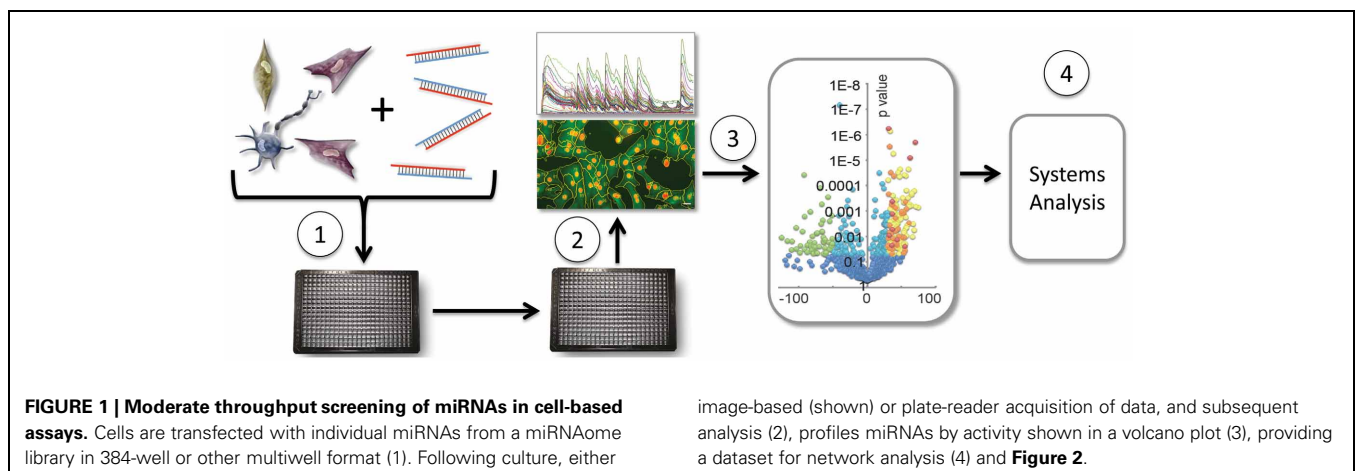 +
1
2
3
4
p value
1E-8
1E-7
1E-6
1E-5
0.0001
0.001
0.01
0.1
1
-100 0 100
Systems
Analysis
FIGURE 1 | Moderate throughput screening of miRNAs in cell-based
assays. Cells are transfected with individual miRNAs from a miRNAome
library in 384-well or other multiwell format (1). Following culture, either
image-based (shown) or plate-reader acquisition of data, and subsequent
analysis (2), profiles miRNAs by activity shown in a volcano plot (3), providing
a dataset for network analysis (4) and Figure 2.